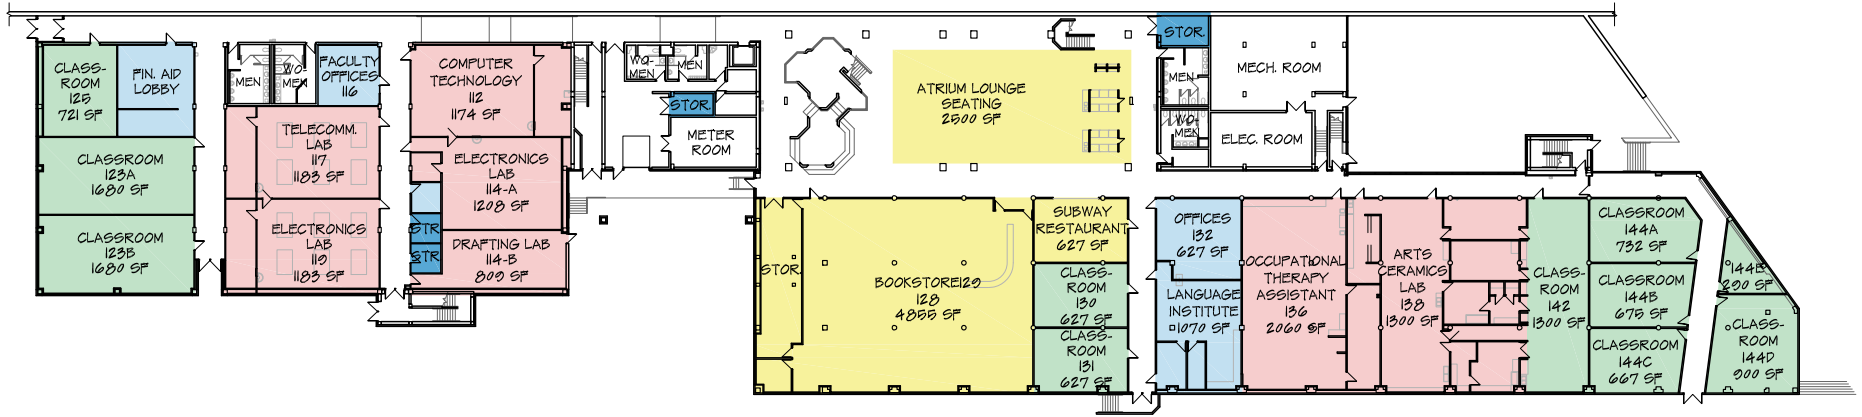 CLASS-
ROOM
125
721 SF
FIN. AID
LOBBY
CLASSROOM
123A
1680 SF
CLASSROOM
123B
1680 SF
MEN
WO-
MEN
FACULTY
OFFICES
116
TELECOMM.
LAB
117
1183 SF
ELECTRONICS
LAB
119
1183 SF
COMPUTER
TECHNOLOGY
112
1174 SF
ELECTRONICS
LAB
114-A
1208 SF
STR
STR
DRAFTING LAB
114-B
809 SF
WO-
MEN
MEN
STOR.
METER
ROOM
ATRIUM LOUNGE
SEATING
2500 SF
STOR.
MEN
WO-
MEN
MECH. ROOM
ELEC. ROOM
STOR.
BOOKSTORE129
128
4855 SF
SUBWAY
RESTAURANT
627 SF
CLASS-
ROOM
130
627 SF
CLASS-
ROOM
131
627 SF
OFFICES
132
627 SF
LANGUAGE
INSTITUTE
1070 SF
OCCUPATIONAL
THERAPY
ASSISTANT
136
2060 SF
ARTS
CERAMICS
LAB
138
1300 SF
CLASS-
ROOM
142
1300 SF
CLASSROOM
144A
732 SF
CLASSROOM
144B
675 SF
CLASSROOM
144C
667 SF
144E
290 SF
CLASS-
ROOM
144D
900 SF